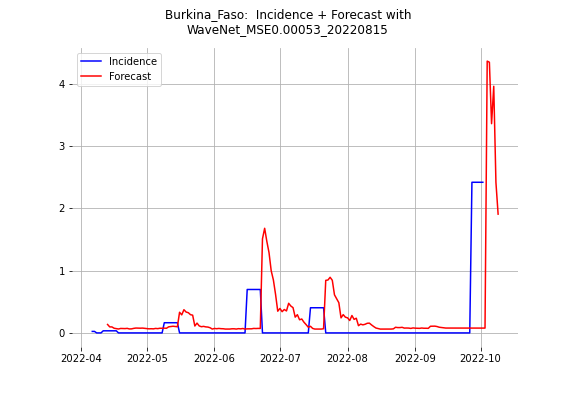 Burkina_Faso:  Incidence + Forecast with
WaveNet_MSE0.00053_20220815
Incidence
Forecast
4
3
2
1
0
2022-04 2022-05 2022-06 2022-07 2022-08 2022-09 2022-10